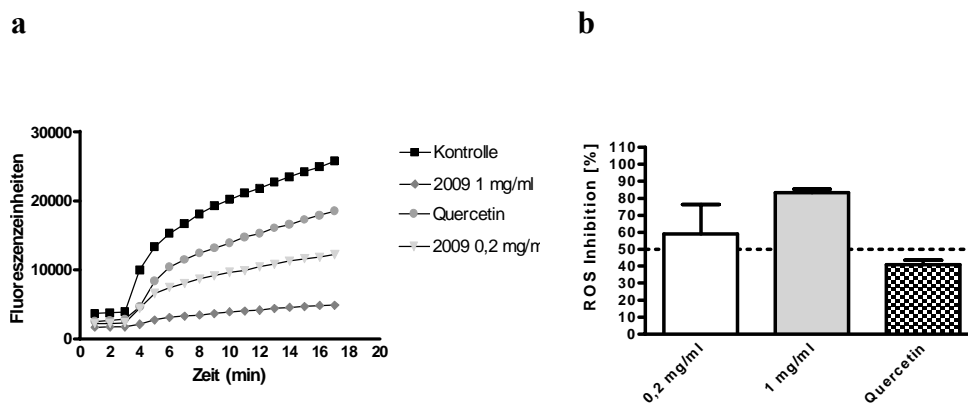 a
b
30000
20000
10000
0
Fluoreszenzeinheiten
0 2 4 6 8 10 12 14 16 18 20
Zeit (min)
Kontrolle
2009 1 mg/ml
Quercetin
2009 0,2 mg/m
110
100
90
80
70
60
50
40
30
20
10
0
ROS Inhibition [%]
0,2 mg/ml
1 mg/ml
Quercetin